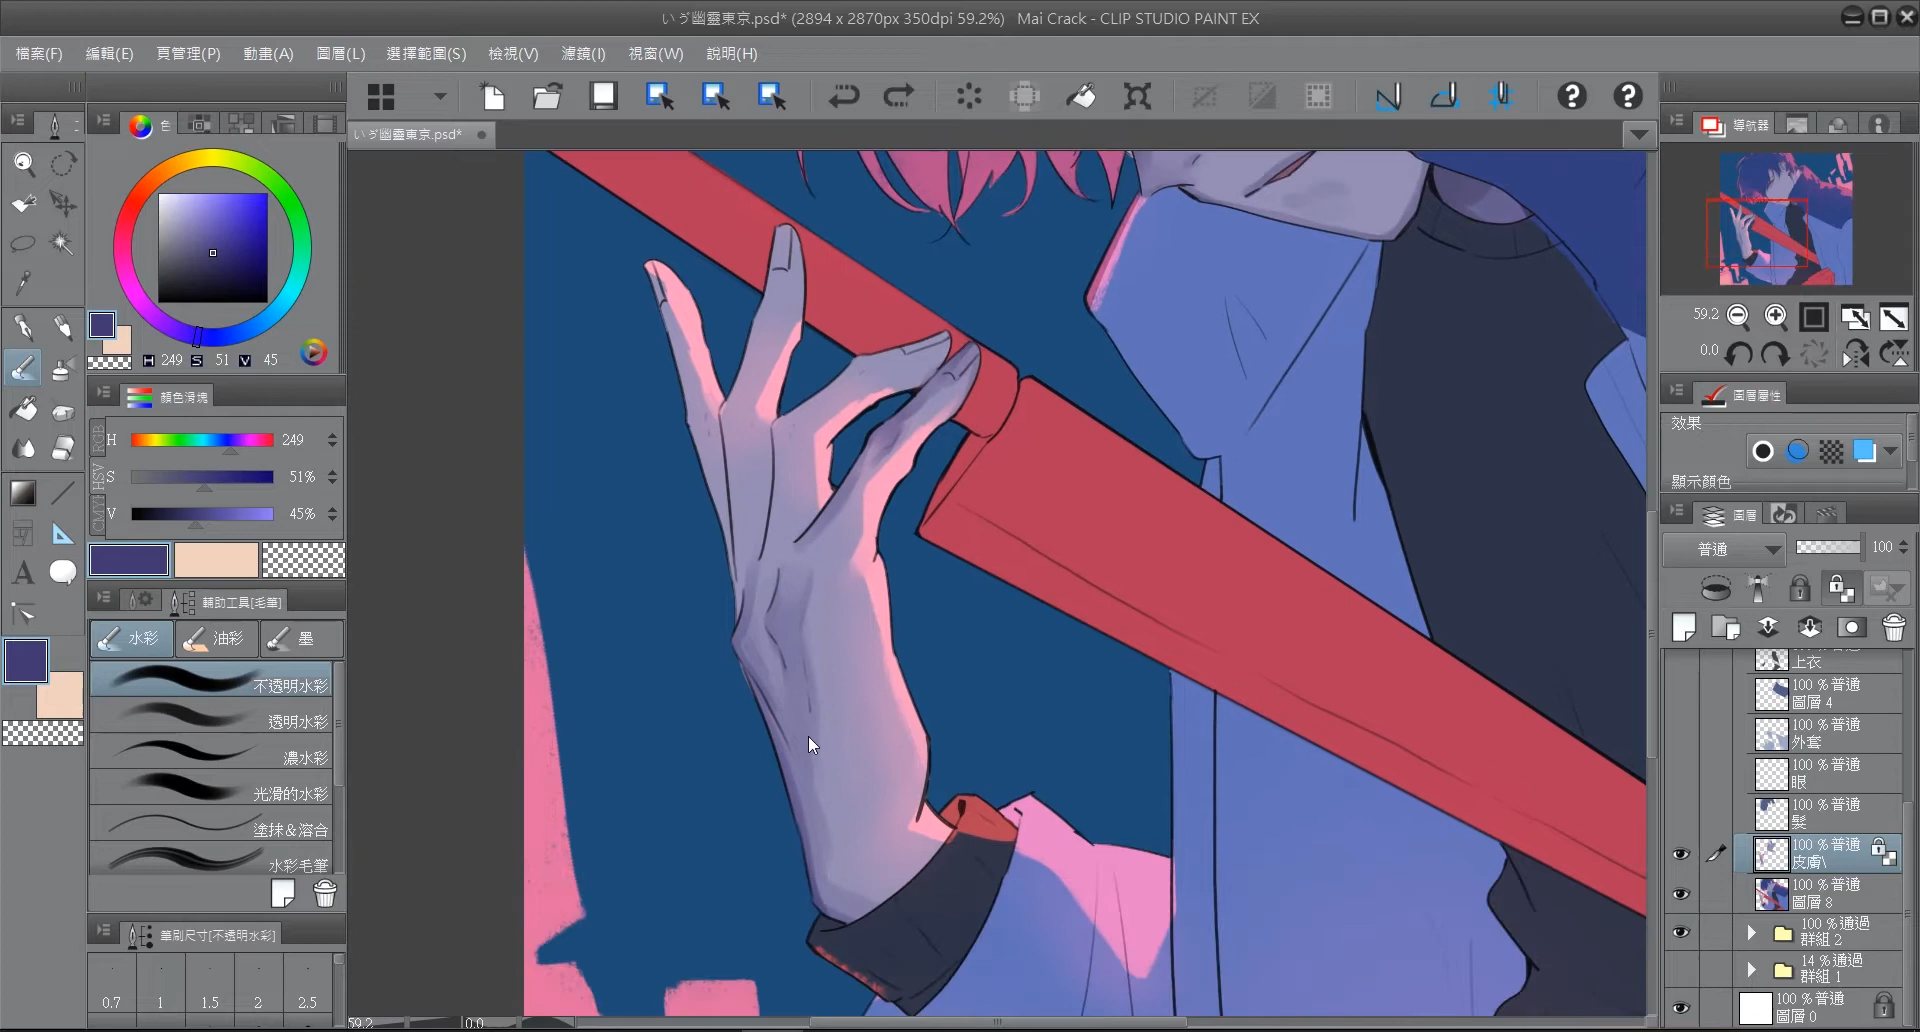 いゞ幽靈東京.psd* (2894 x 2870px 350dpi 59.2%)   Mai Crack - CLIP STUDIO PAINT EX
檔案(F) 編輯(E) 頁管理(P) 動畫(A) 圖層(L) 選擇範圍(S) 檢視(V) 濾鏡(I) 視窗(W) 說明(H)
いゞ幽靈東京.psd*
色
H 249 S 51 V 45
顏色滑塊
RGB
HSV
H 249
S 51%
V 45%
輔助工具[毛筆]
水彩 油彩 墨
不透明水彩
透明水彩
濃水彩
光滑的水彩
塗抹&溶合
水彩毛筆
筆刷尺寸[不透明水彩]
0.7 1 1.5 2 2.5
59.2 0.0
導航器
59.2
0.0
圖層屬性
效果
顯示顏色
圖層
普通 100
上衣
100 %普通
圖層 4
100 %普通
外套
100 %普通
眼
100 %普通
髮
100 %普通
皮膚\
100 %普通
圖層 8
100 %通過
群組 2
14 %通過
群組 1
100 %普通
圖層 0